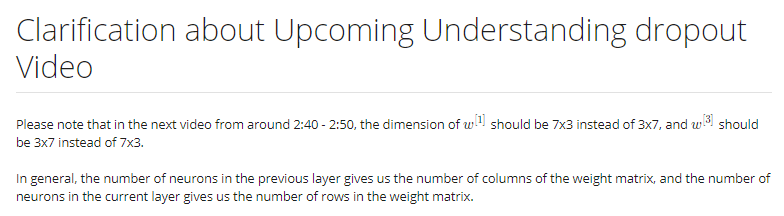 Clarification about Upcoming Understanding dropout
Video
Please note that in the next video from around 2:40 - 2:50, the dimension of w[1] should be 7x3 instead of 3x7, and w[3] should
be 3x7 instead of 7x3.
In general, the number of neurons in the previous layer gives us the number of columns of the weight matrix, and the number of
neurons in the current layer gives us the number of rows in the weight matrix.